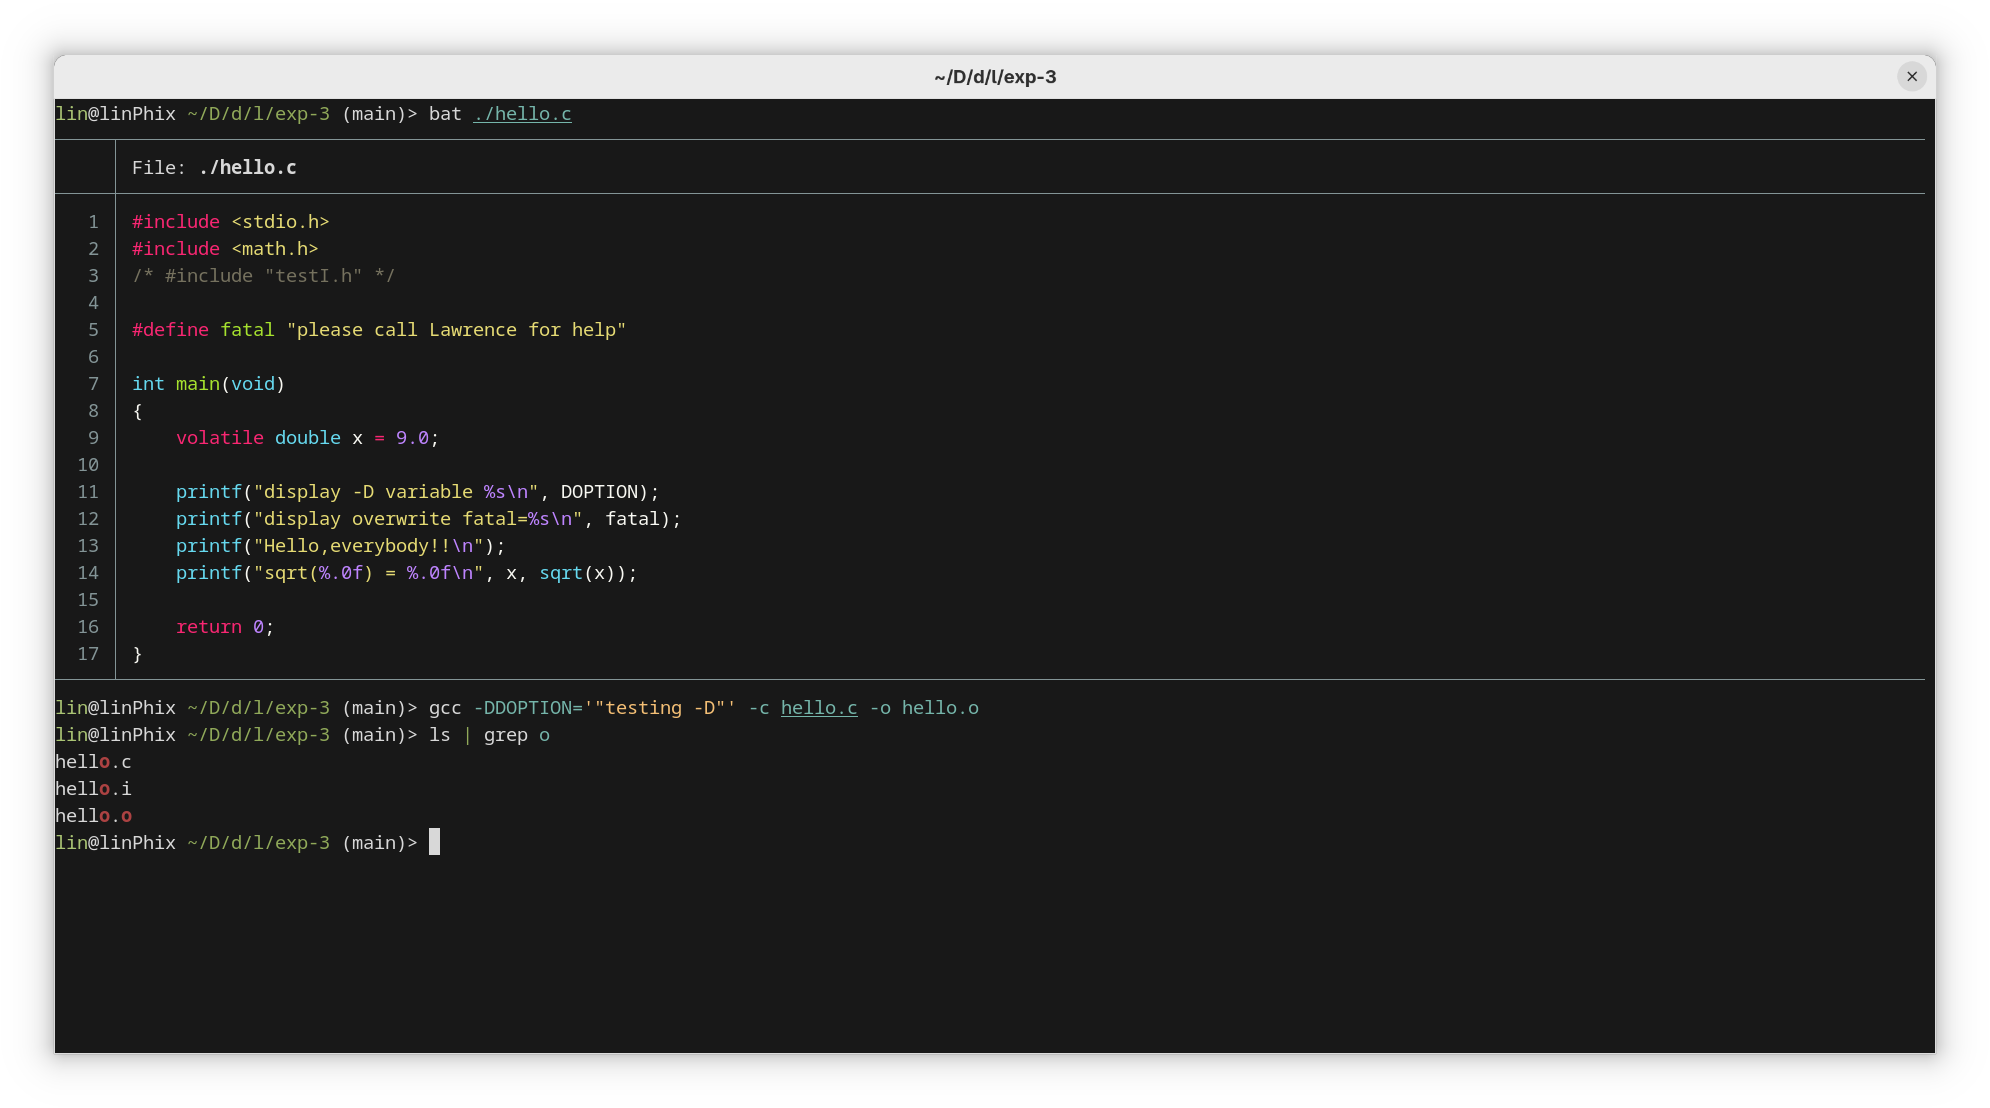 ~/D/d/l/exp-3
lin@linPhix ~/D/d/l/exp-3 (main)> bat ./hello.c
File: ./hello.c
1 #include <stdio.h>
2 #include <math.h>
3 /* #include "testI.h" */
4
5 #define fatal "please call Lawrence for help"
6
7 int main(void)
8 {
9     volatile double x = 9.0;
10
11     printf("display -D variable %s\n", DOPTION);
12     printf("display overwrite fatal=%s\n", fatal);
13     printf("Hello,everybody!!\n");
14     printf("sqrt(%.0f) = %.0f\n", x, sqrt(x));
15
16     return 0;
17 }
lin@linPhix ~/D/d/l/exp-3 (main)> gcc -DDOPTION='"testing -D"' -c hello.c -o hello.o
lin@linPhix ~/D/d/l/exp-3 (main)> ls | grep o
hello.c
hello.i
hello.o
lin@linPhix ~/D/d/l/exp-3 (main)>